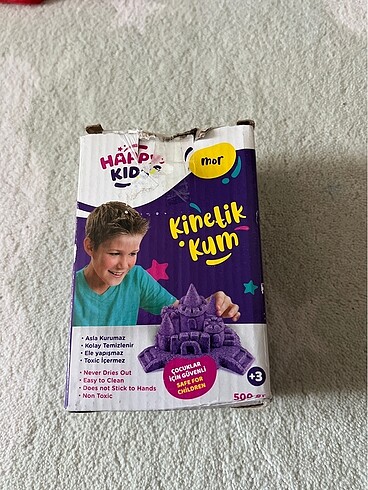 HAPPY
KID
mor
Kinetik
Kum
• Asla Kurumaz
• Kolay Temizlenir
• Ele yapışmaz
• Toxic İçermez
• Never Dries Out
• Easy to Clean
• Does not Stick to Hands
• Non Toxic
ÇOCUKLAR
İÇİN GÜVENLİ
SAFE FOR
CHILDREN
+3
500